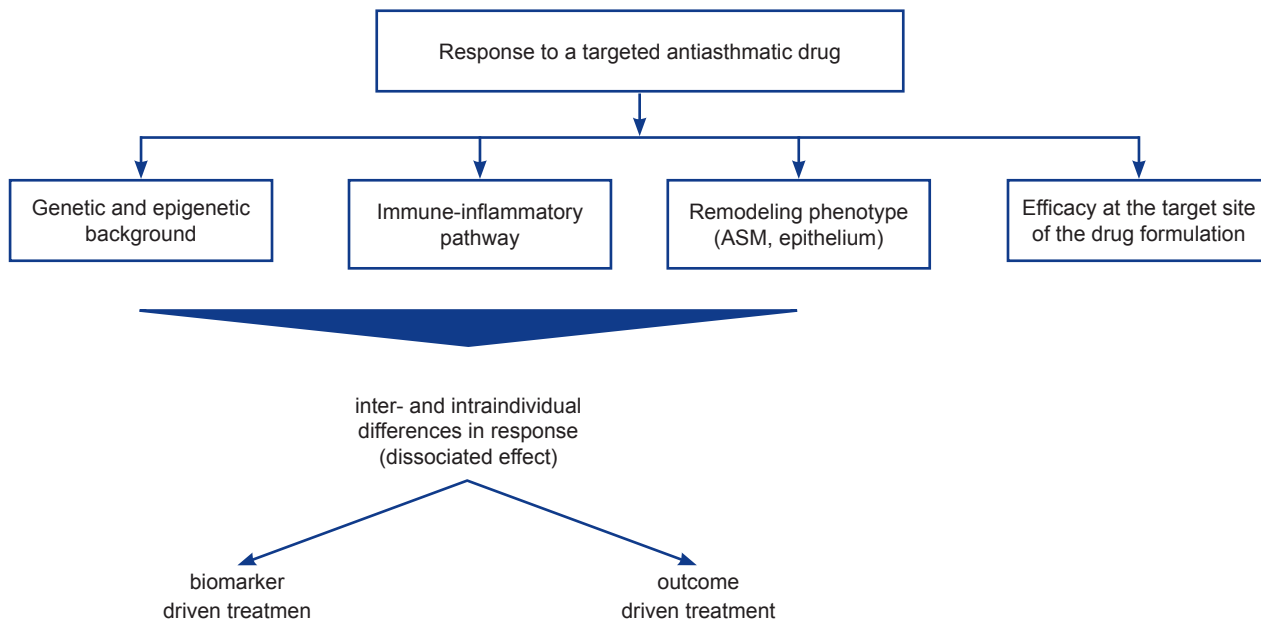 Response to a targeted antiasthmatic drug
Genetic and epigenetic
background
Immune-inflammatory
pathway
Remodeling phenotype
(ASM, epithelium)
Efficacy at the target site
of the drug formulation
inter- and intraindividual
differences in response
(dissociated effect)
biomarker
driven treatmen
outcome
driven treatment